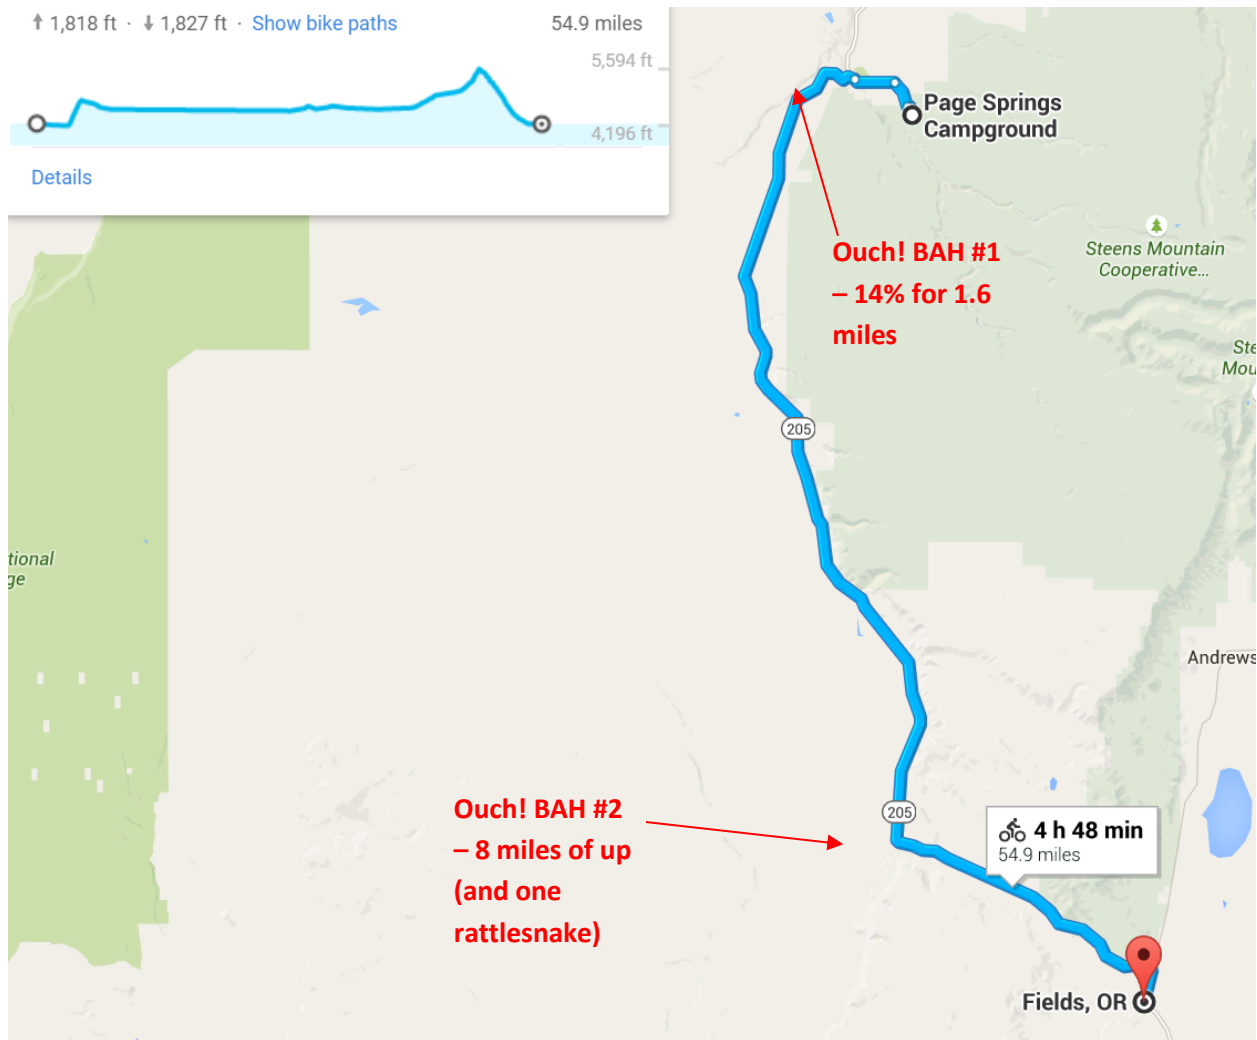 ↑ 1,818 ft · ↓ 1,827 ft · Show bike paths
54.9 miles
5,594 ft
4,196 ft
Details
Page Springs
Campground
Ouch! BAH #1
– 14% for 1.6
miles
Steens Mountain
Cooperative...
Ste
Mou
205
tional
ge
Andrews
Ouch! BAH #2
– 8 miles of up
(and one
rattlesnake)
205
4 h 48 min
54.9 miles
Fields, OR